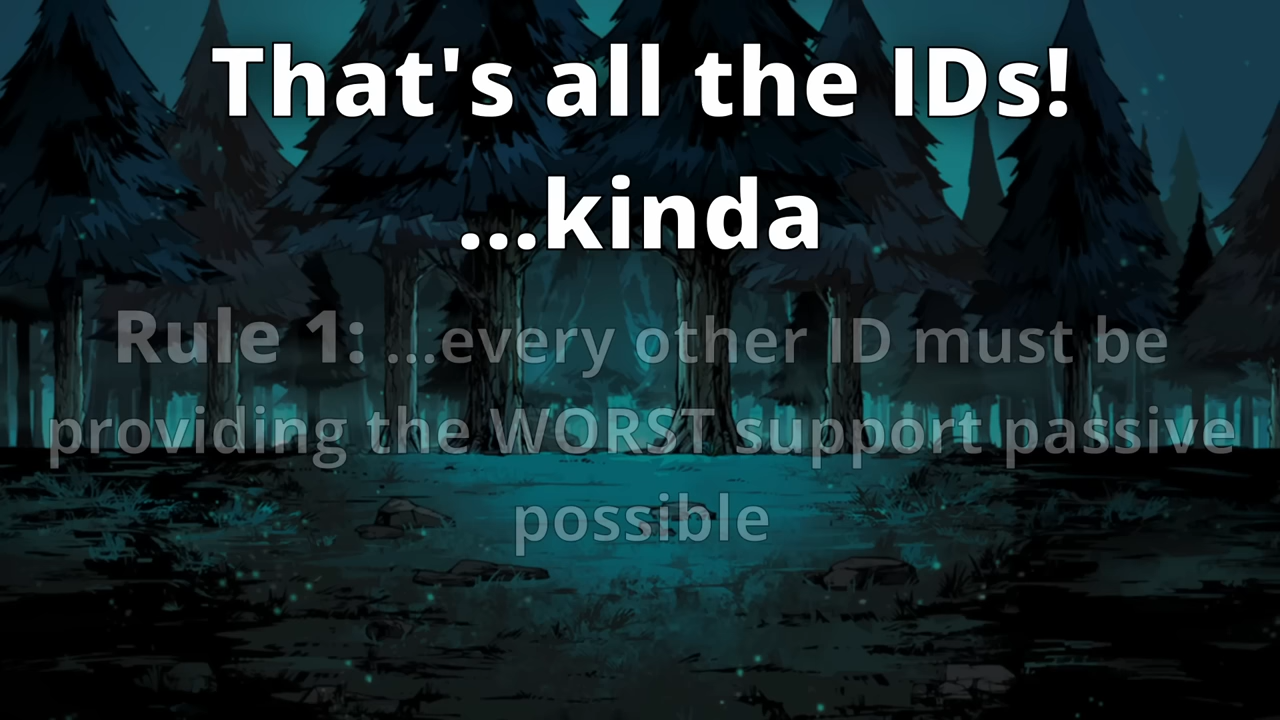 That's all the IDs!
...kinda
Rule 1: ...every other ID must be
providing the WORST support passive
possible